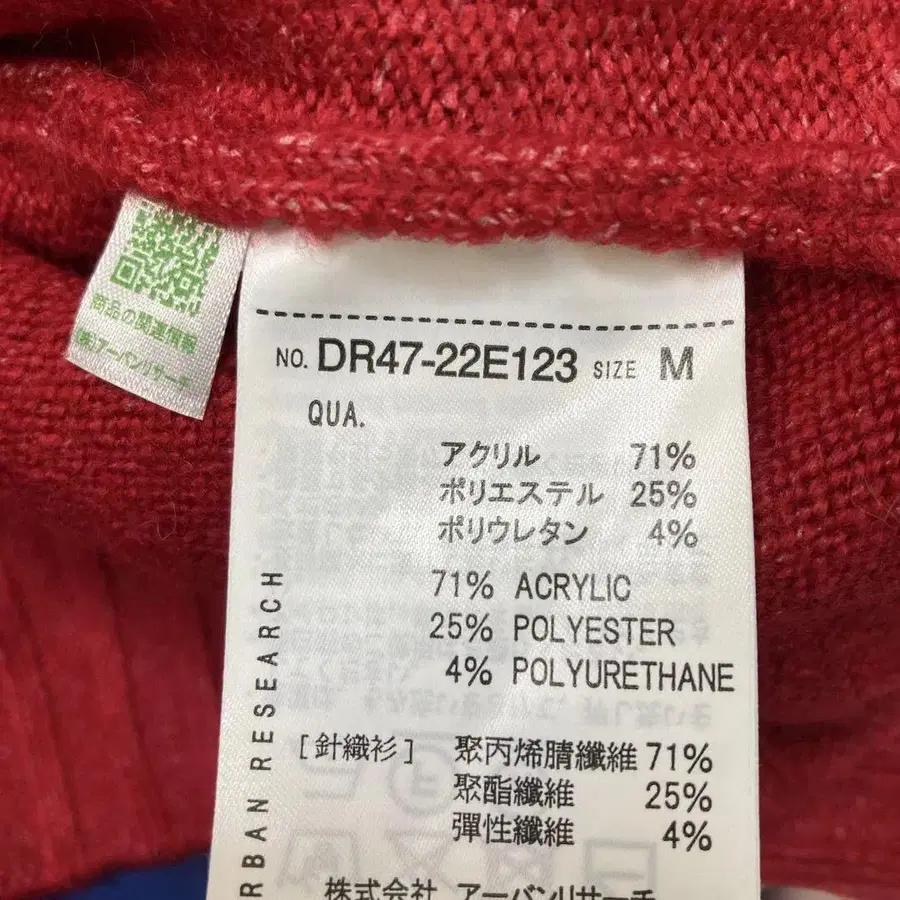 商品の関連情報
(株)アーバンリサーチ
NO. DR47-22E123 SIZE M
QUA.
アクリル 71%
ポリエステル 25%
ポリウレタン 4%
71% ACRYLIC
25% POLYESTER
4% POLYURETHANE
[針織衫] 聚丙烯腈纖維 71%
聚酯纖維 25%
彈性纖維 4%
株式会社 アーバンリサーチ
RBAN RESEARCH